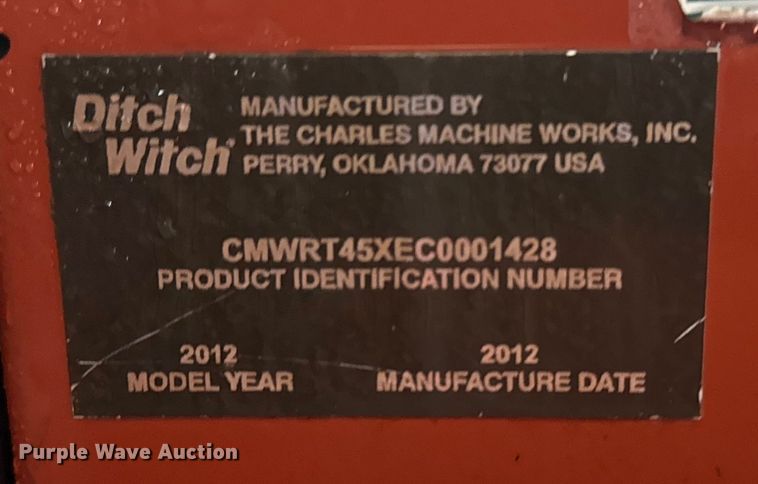 Ditch Witch®
MANUFACTURED BY
THE CHARLES MACHINE WORKS, INC.
PERRY, OKLAHOMA 73077 USA
CMWRT45XEC0001428
PRODUCT IDENTIFICATION NUMBER
2012
MODEL YEAR
2012
MANUFACTURE DATE
Purple Wave Auction